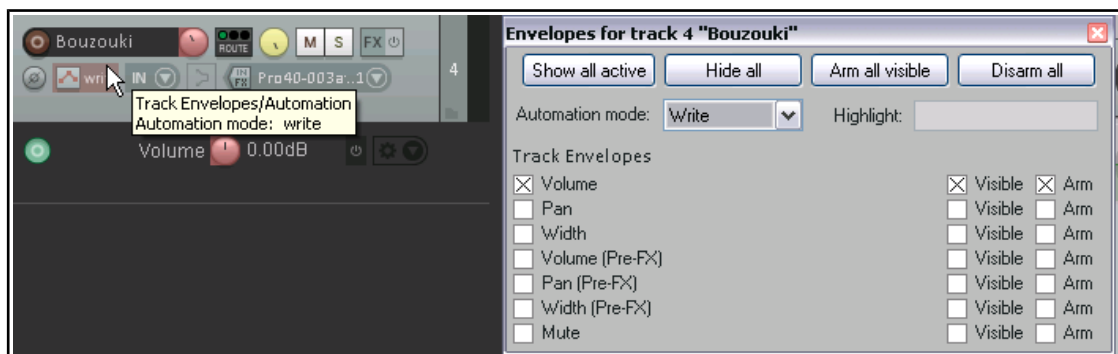 Bouzouki ROUTE M S FX
wri IN IN FX Pro40-003a:..1 4
Track Envelopes/Automation
Automation mode: write
Volume 0.00dB
Envelopes for track 4 "Bouzouki"
Show all active Hide all Arm all visible Disarm all
Automation mode: Write Highlight:
Track Envelopes
Volume Visible Arm
Pan Visible Arm
Width Visible Arm
Volume (Pre-FX) Visible Arm
Pan (Pre-FX) Visible Arm
Width (Pre-FX) Visible Arm
Mute Visible Arm